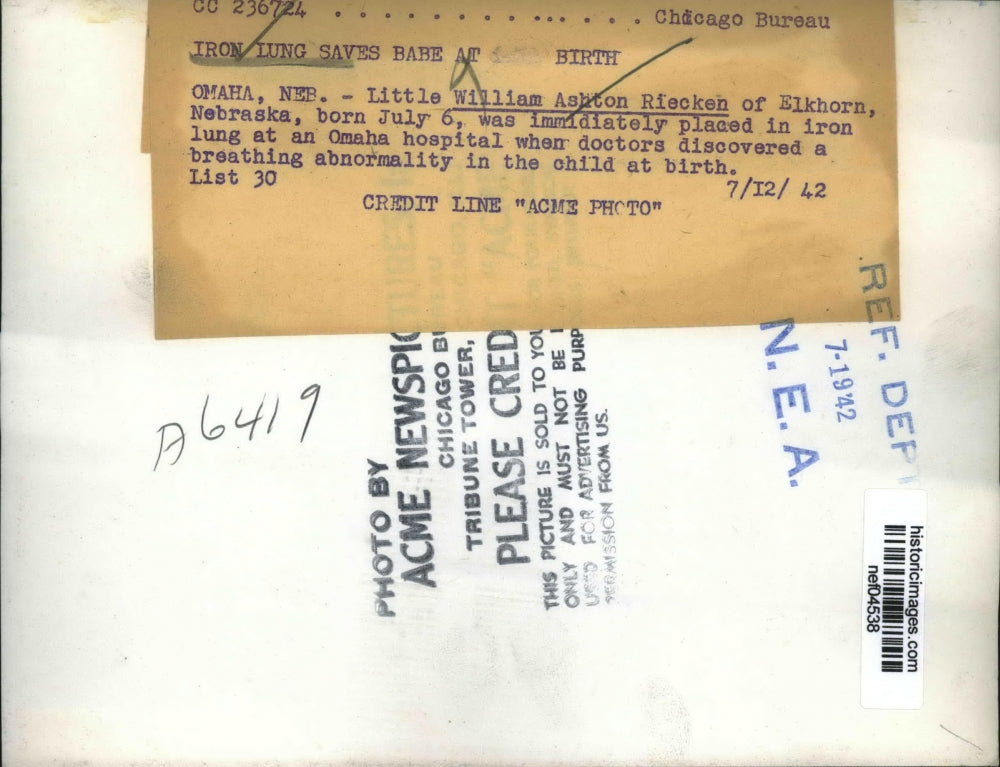 CC 236724 . . . . . . . . . . ... . . . . Chicago Bureau
IRON LUNG SAVES BABE AT BIRTH
OMAHA, NEB. - Little William Ashton Riecken of Elkhorn,
Nebraska, born July 6, was immidiately placed in iron
lung at an Omaha hospital when doctors discovered a
breathing abnormality in the child at birth.
List 30 7/I2/ 42
CREDIT LINE "ACME PHOTO"
A6419
PHOTO BY
ACME NEWSPIC
CHICAGO B
TRIBUNE TOWER,
PLEASE CRED
THIS PICTURE IS SOLD TO YOU
ONLY AND MUST NOT BE
USED FOR ADVERTISING PURP
PERMISSION FROM US.
N.E.A.
7-19'42
REF. DEPT
historicimages.com
nef04538